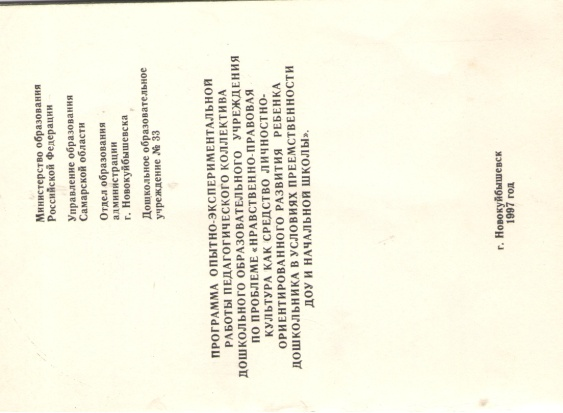 Министерство образования
Российской Федерации
Управление образования
Самарской области
Отдел образования
администрации
г. Новокуйбышевска
Дошкольное образовательное
учреждение № 33
ПРОГРАММА ОПЫТНО-ЭКСПЕРИМЕНТАЛЬНОЙ
РАБОТЫ ПЕДАГОГИЧЕСКОГО КОЛЛЕКТИВА
ДОШКОЛЬНОГО ОБРАЗОВАТЕЛЬНОГО УЧРЕЖДЕНИЯ
ПО ПРОБЛЕМЕ «НРАВСТВЕННО-ПРАВОВАЯ
КУЛЬТУРА КАК СРЕДСТВО ЛИЧНОСТНО-
ОРИЕНТИРОВАННОГО РАЗВИТИЯ РЕБЕНКА
ДОШКОЛЬНИКА В УСЛОВИЯХ ПРЕЕМСТВЕННОСТИ
ДОУ И НАЧАЛЬНОЙ ШКОЛЫ».
г. Новокуйбышевск
1997 год